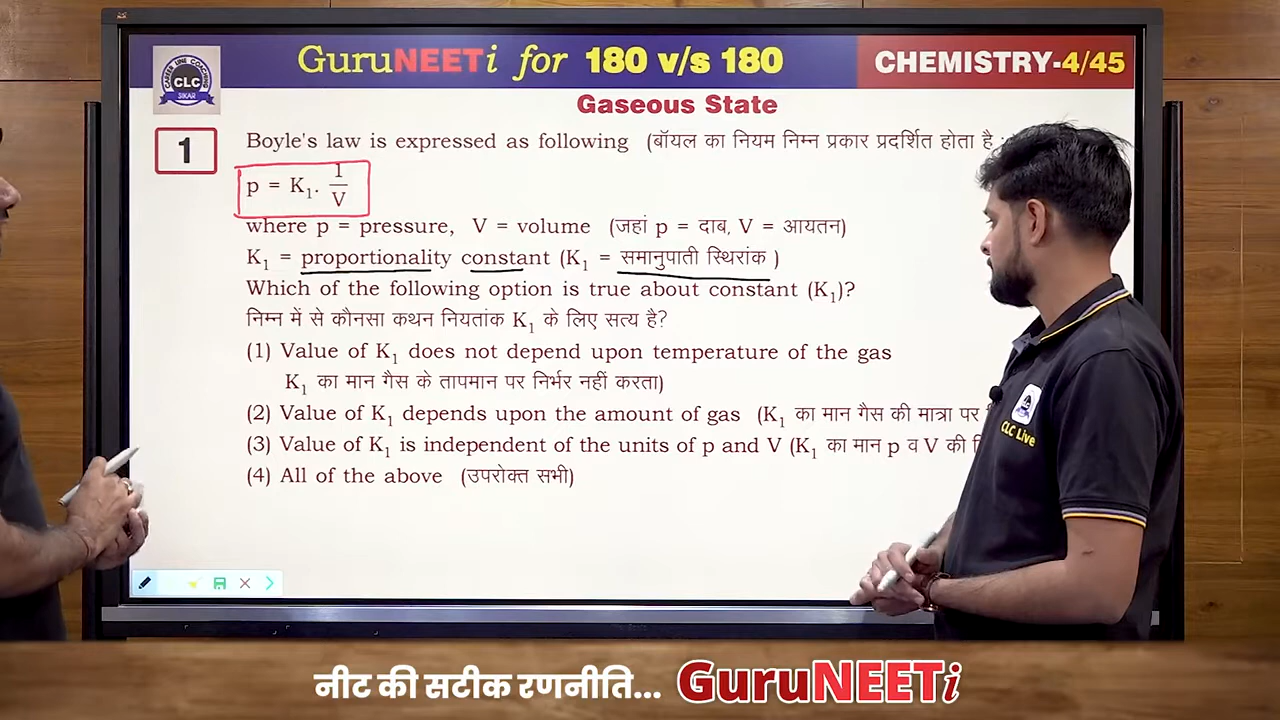 GuruNEETi for 180 v/s 180
CHEMISTRY-4/45
CLC
SIKAR
Gaseous State
1
Boyle's law is expressed as following (बॉयल का नियम निम्न प्रकार प्रदर्शित होता है :
p = K₁. 1/V
where p = pressure, V = volume (जहां p = दाब, V = आयतन)
K₁ = proportionality constant (K₁ = समानुपाती स्थिरांक )
Which of the following option is true about constant (K₁)?
निम्न में से कौनसा कथन नियतांक K₁ के लिए सत्य है?
(1) Value of K₁ does not depend upon temperature of the gas
K₁ का मान गैस के तापमान पर निर्भर नहीं करता)
(2) Value of K₁ depends upon the amount of gas (K₁ का मान गैस की मात्रा पर
(3) Value of K₁ is independent of the units of p and V (K₁ का मान p व V की
(4) All of the above (उपरोक्त सभी)
CLC Live
नीट की सटीक रणनीति... GuruNEETi